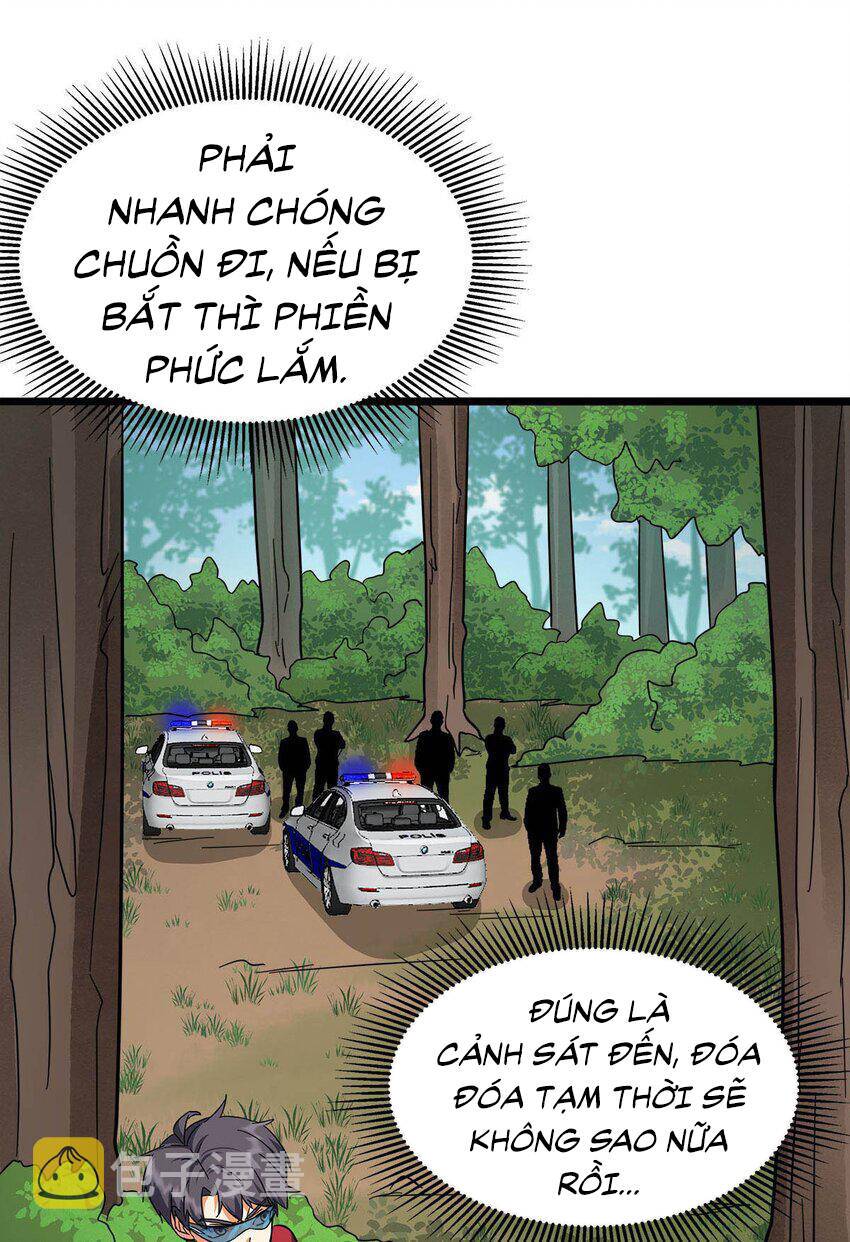 PHẢI
NHANH CHÓNG
CHUỒN ĐI, NẾU BỊ
BẮT THÌ PHIỀN
PHỨC LẮM.
POLIS
POLIS
ĐÚNG LÀ
CẢNH SÁT ĐẾN, ĐÓA
ĐÓA TẠM THỜI SẼ
KHÔNG SAO NỮA
RỒI...
包子漫畫